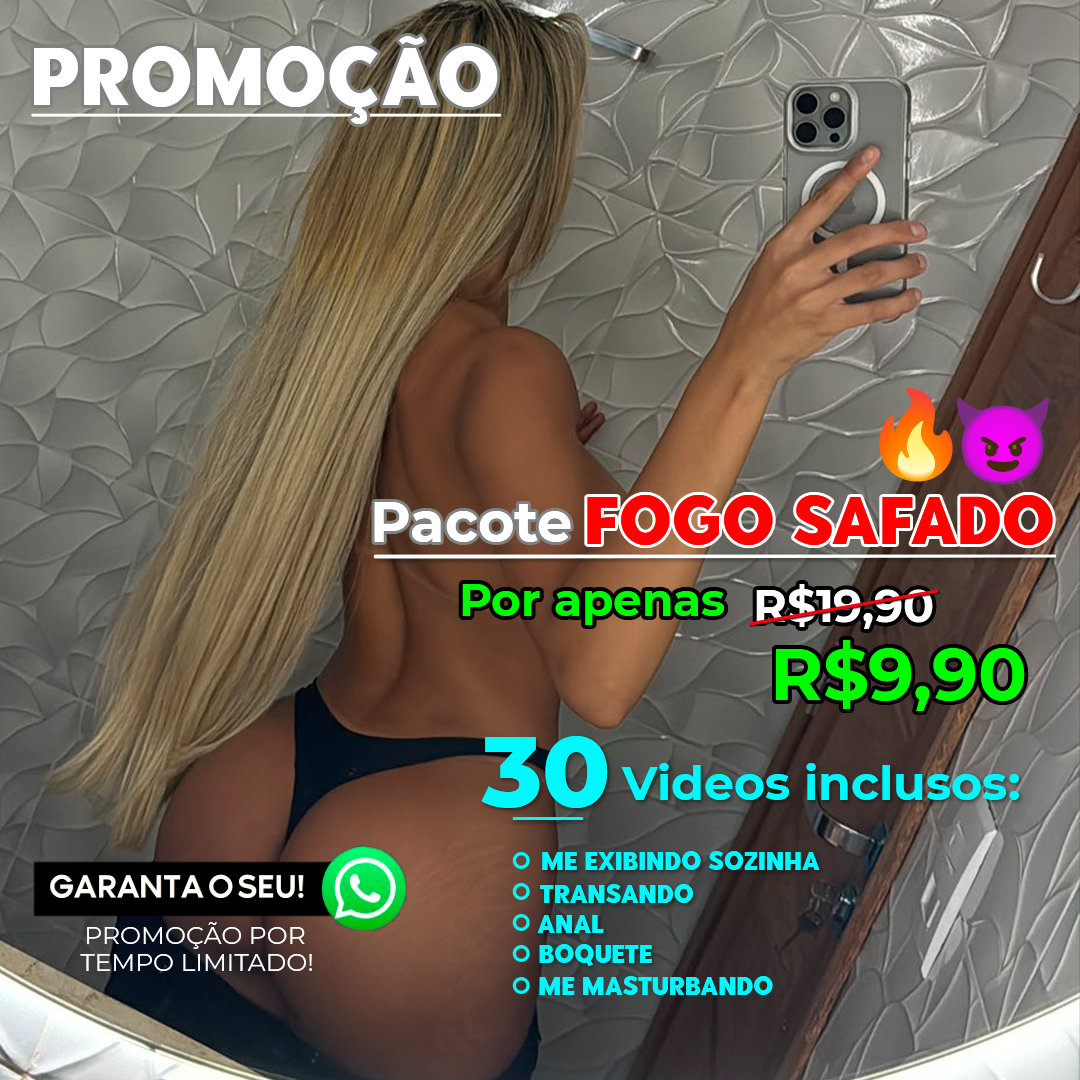 PROMOÇÃO
Pacote FOGO SAFADO
Por apenas R$19,90
R$9,90
30 Videos inclusos:
ME EXIBINDO SOZINHA
TRANSANDO
ANAL
BOQUETE
ME MASTURBANDO
GARANTA O SEU!
PROMOÇÃO POR
TEMPO LIMITADO!